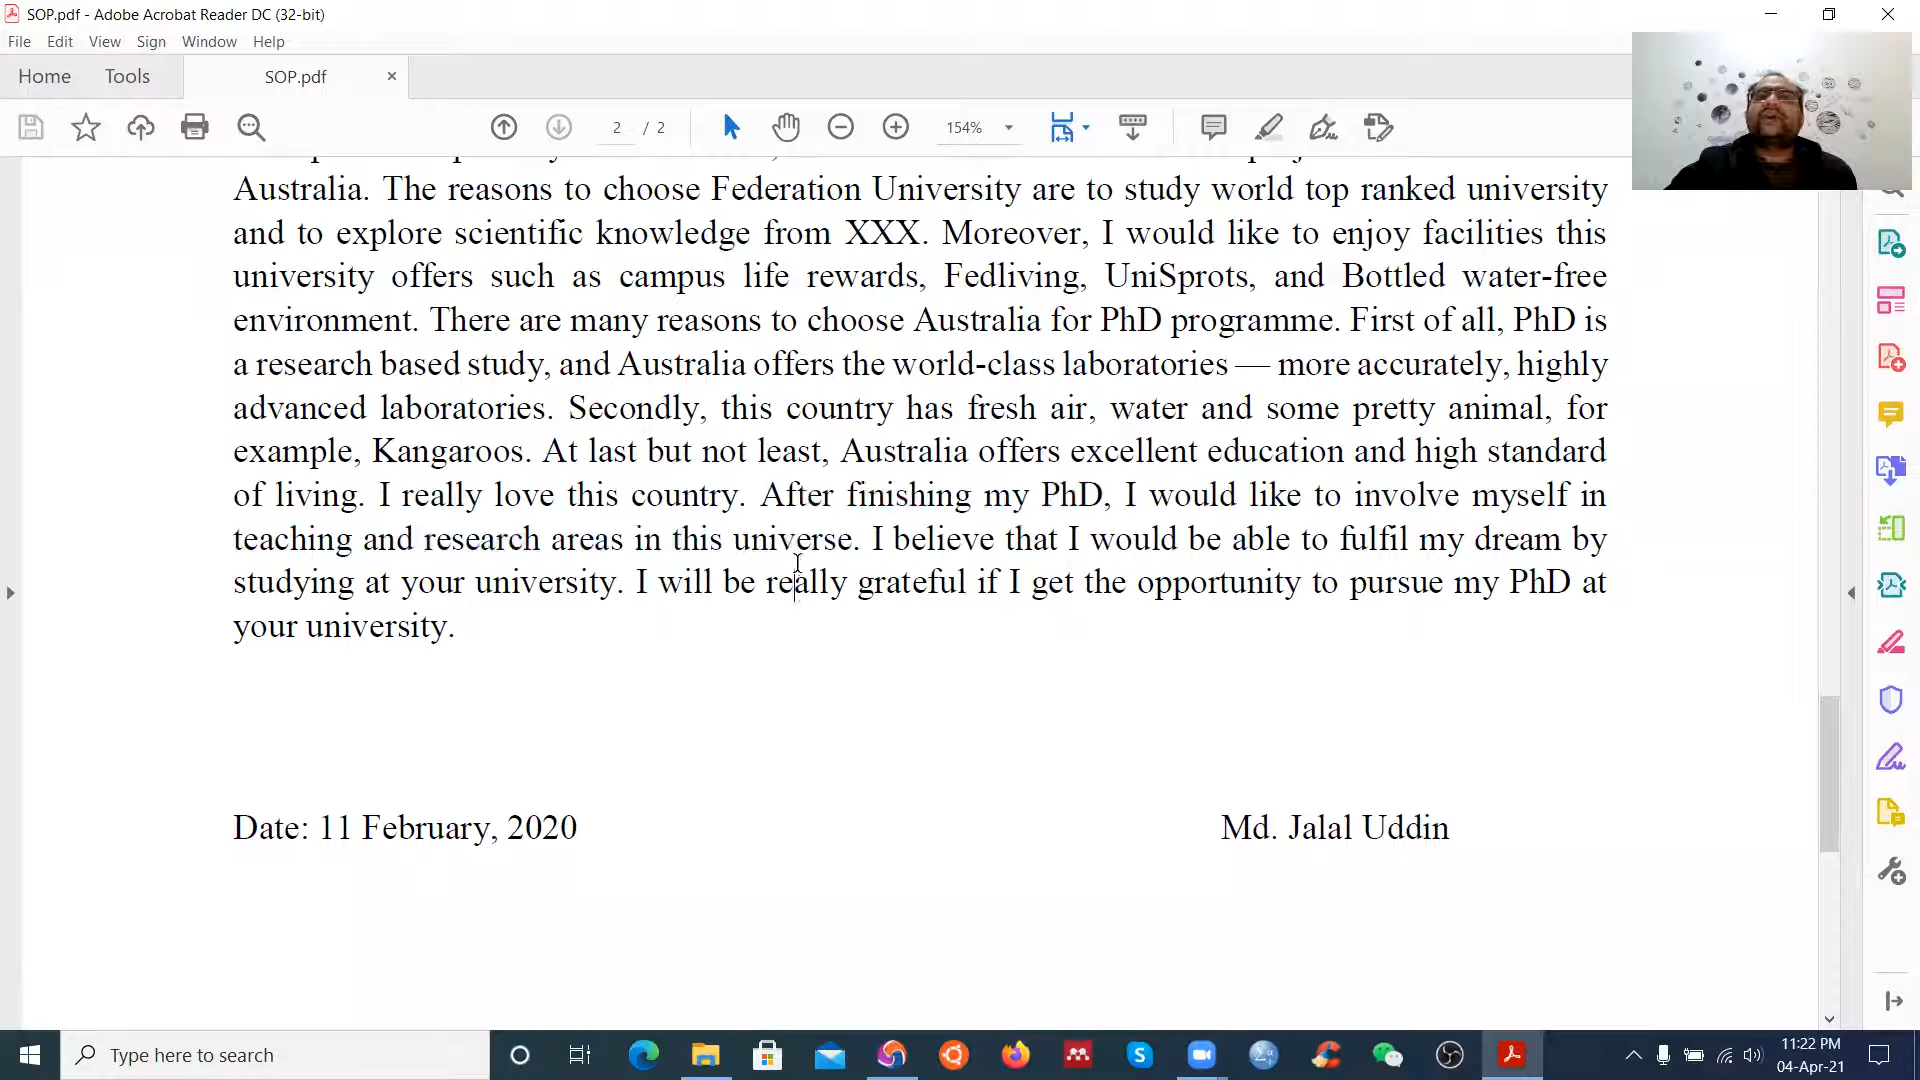 SOP.pdf - Adobe Acrobat Reader DC (32-bit)
File Edit View Sign Window Help
Home Tools SOP.pdf ×
2 / 2 154%
Australia. The reasons to choose Federation University are to study world top ranked university
and to explore scientific knowledge from XXX. Moreover, I would like to enjoy facilities this
university offers such as campus life rewards, Fedliving, UniSprots, and Bottled water-free
environment. There are many reasons to choose Australia for PhD programme. First of all, PhD is
a research based study, and Australia offers the world-class laboratories — more accurately, highly
advanced laboratories. Secondly, this country has fresh air, water and some pretty animal, for
example, Kangaroos. At last but not least, Australia offers excellent education and high standard
of living. I really love this country. After finishing my PhD, I would like to involve myself in
teaching and research areas in this universe. I believe that I would be able to fulfil my dream by
studying at your university. I will be really grateful if I get the opportunity to pursue my PhD at
your university.
Date: 11 February, 2020 Md. Jalal Uddin
Type here to search
11:22 PM
04-Apr-21